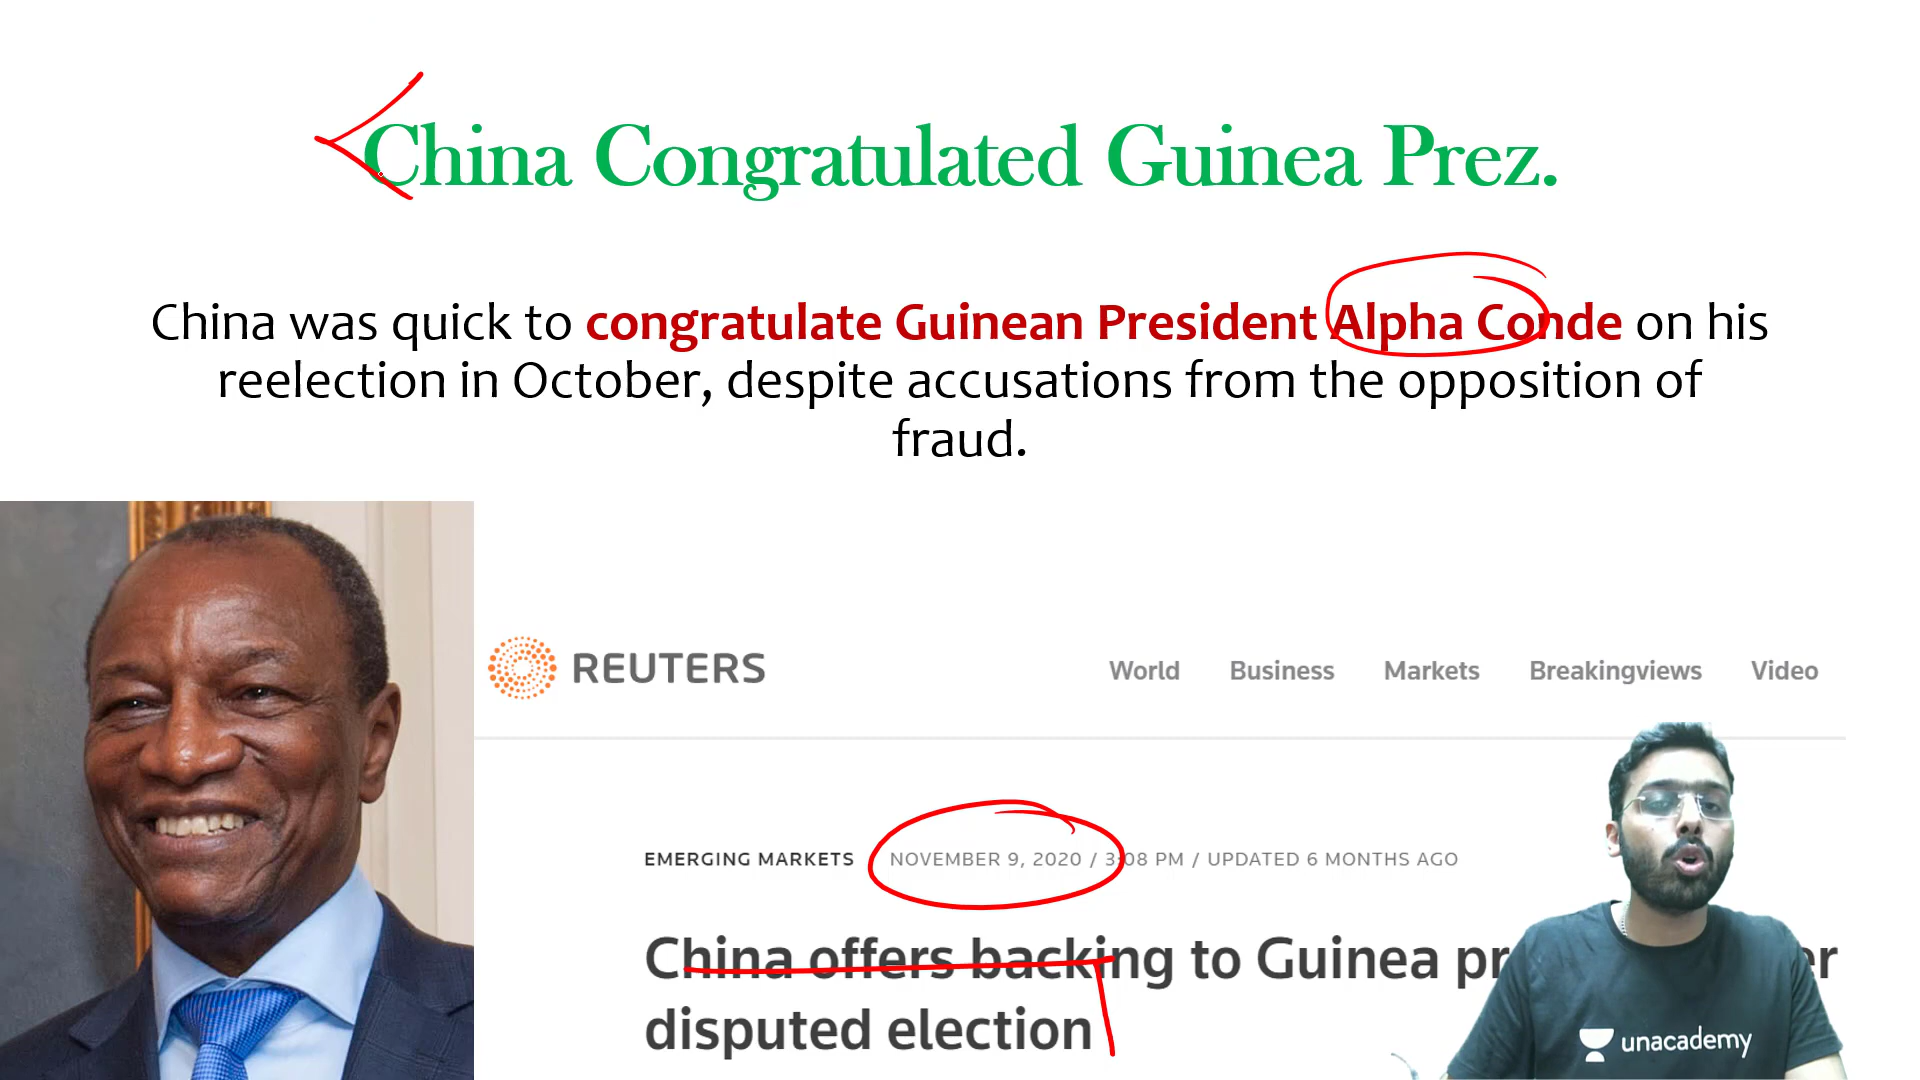 China Congratulated Guinea Prez.
China was quick to congratulate Guinean President Alpha Conde on his
reelection in October, despite accusations from the opposition of
fraud.
REUTERS
World Business Markets Breakingviews Video
EMERGING MARKETS NOVEMBER 9, 2020 / 3:08 PM / UPDATED 6 MONTHS AGO
China offers backing to Guinea
disputed election
unacademy